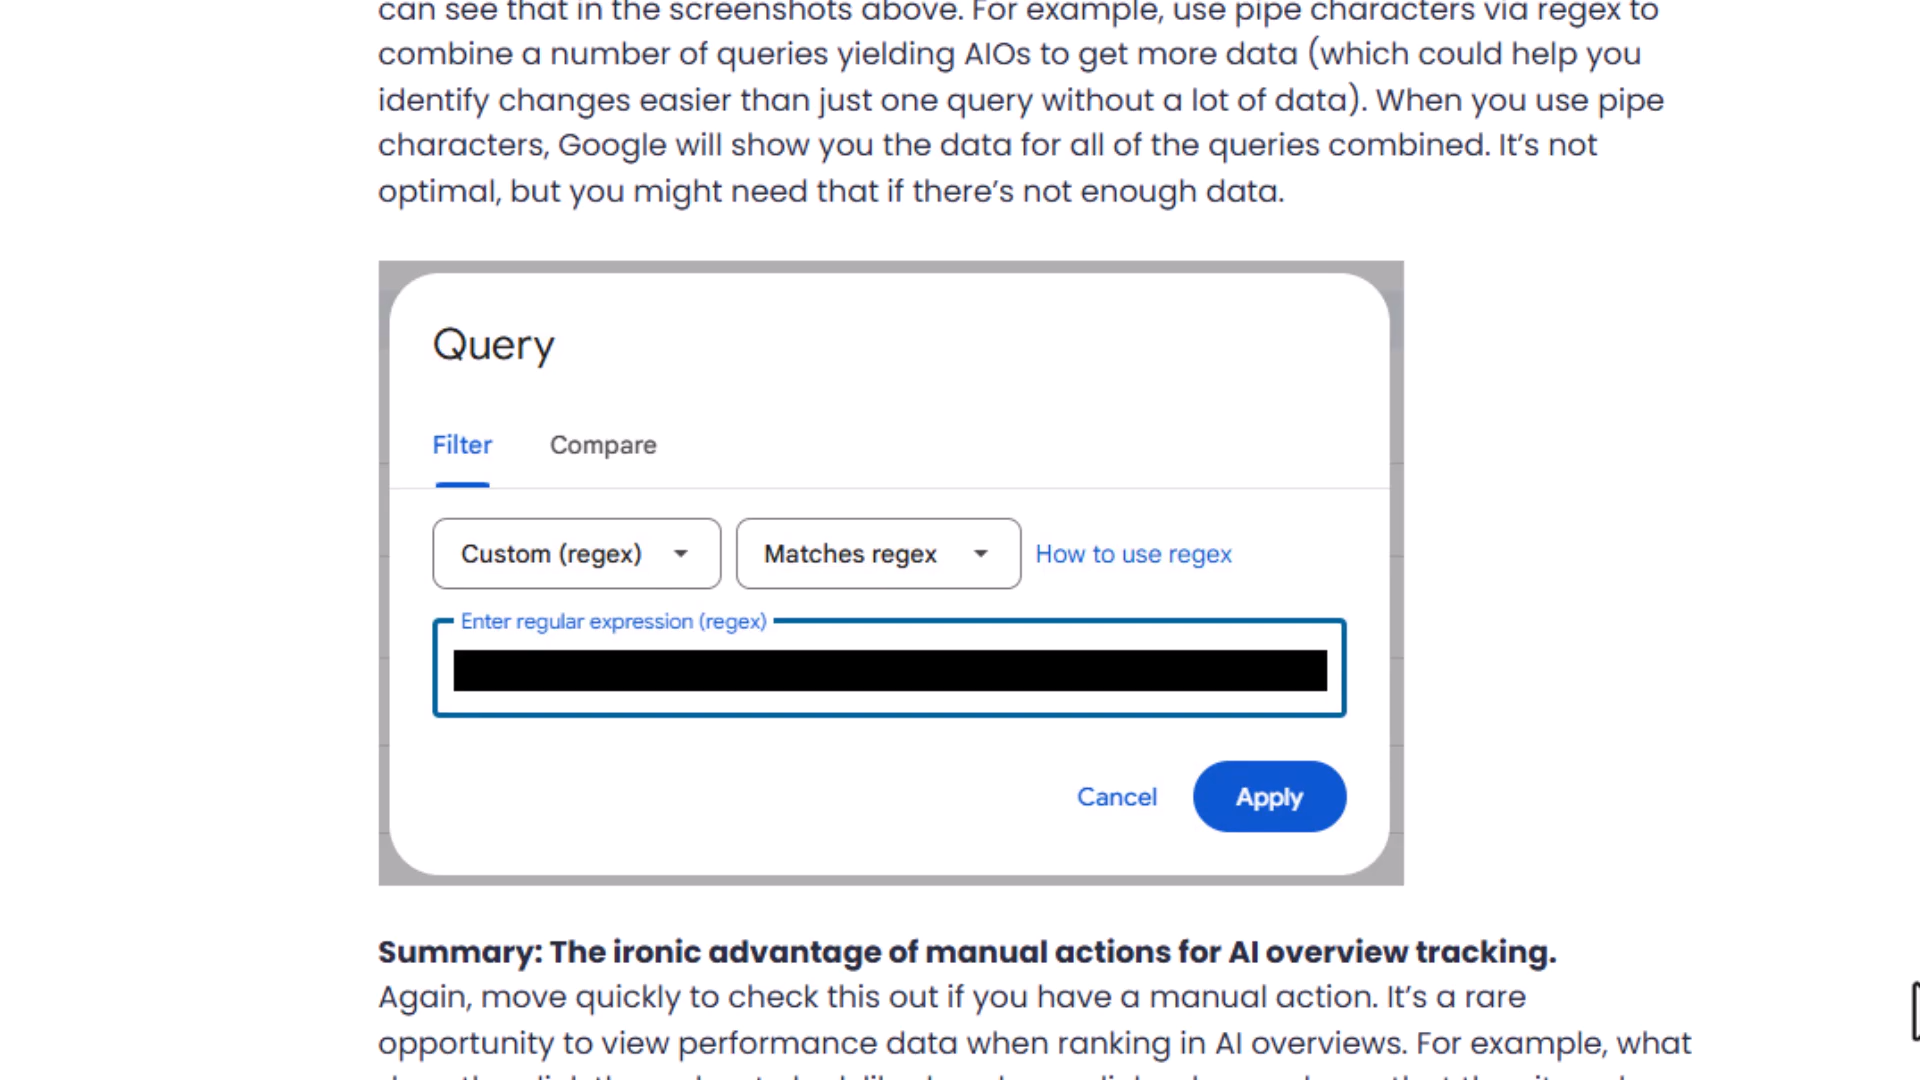 can see that in the screenshots above. For example, use pipe characters via regex to
combine a number of queries yielding AIOs to get more data (which could help you
identify changes easier than just one query without a lot of data). When you use pipe
characters, Google will show you the data for all of the queries combined. It’s not
optimal, but you might need that if there’s not enough data.
Query
Filter Compare
Custom (regex) Matches regex How to use regex
Enter regular expression (regex)
Cancel Apply
Summary: The ironic advantage of manual actions for AI overview tracking.
Again, move quickly to check this out if you have a manual action. It’s a rare
opportunity to view performance data when ranking in AI overviews. For example, what